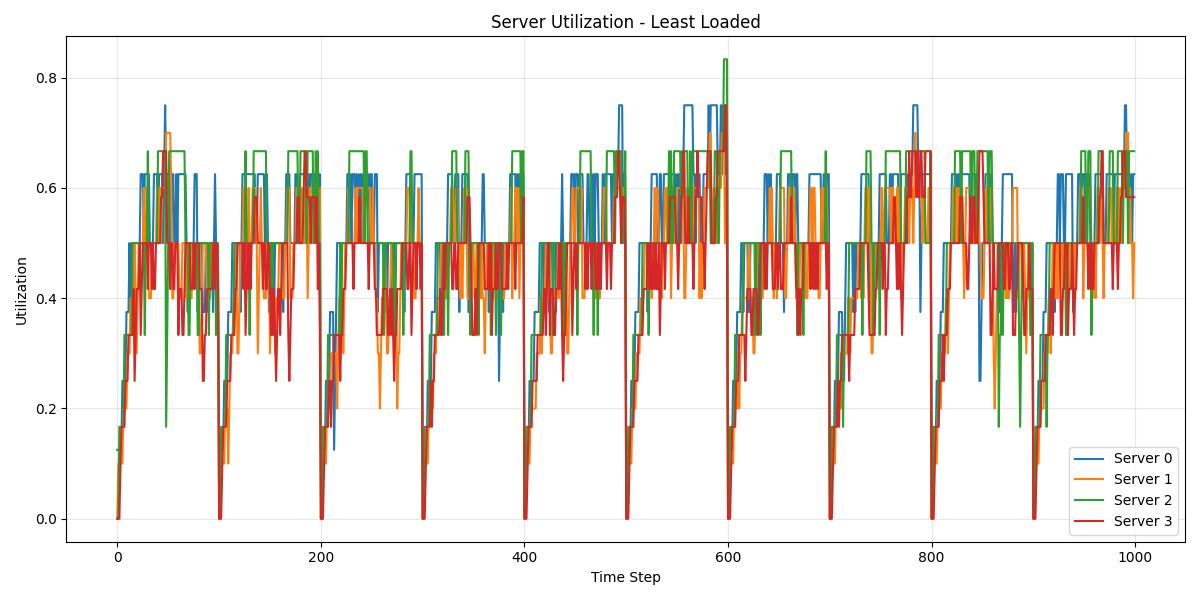 Server Utilization - Least Loaded
Utilization
0.8
0.6
0.4
0.2
0.0
0
200
400
600
800
1000
Time Step
Server 0
Server 1
Server 2
Server 3